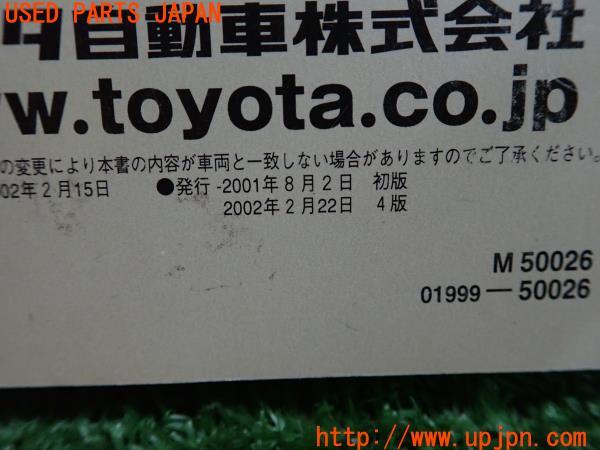 USED PARTS JAPAN
タ自動車株式会社
w.toyota.co.jp
の変更により本書の内容が車両と一致しない場合がありますのでご了承ください。
02年2月15日 ●発行-2001年8月2日 初版
2002年2月22日 4版
M 50026
01999－50026
http://www.upjpn.com/